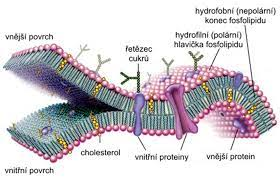 hydrofobní (nepolární)
konec fosfolipidu
hydrofilní (polární)
hlavička fosfolipidu
řetězec
cukrů
vnější povrch
cholesterol
vnitřní proteiny
vnější protein
vnitřní povrch